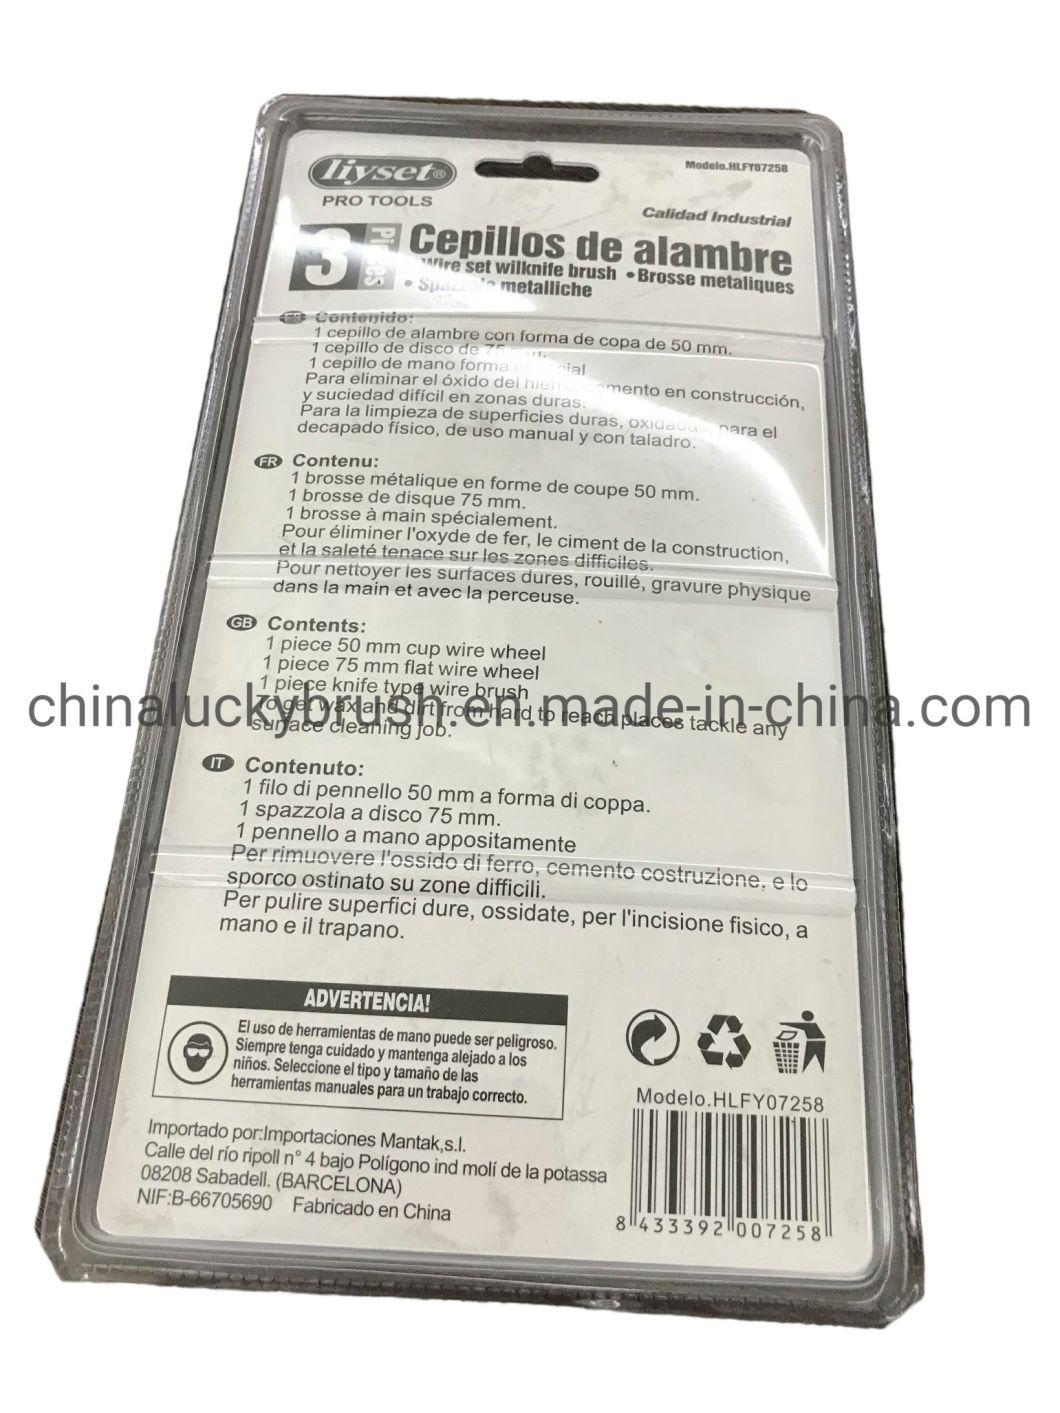 liyset®
PRO TOOLS
Modelo.HLFY07258
Calidad Industrial
3
Cepillos de alambre
Wire set wilknife brush • Brosse metaliques
• Spazzola metalliche
ES Contenido:
1 cepillo de alambre con forma de copa de 50 mm.
1 cepillo de disco de 75 mm.
1 cepillo de mano forma
Para eliminar el óxido del hierro, cemento en construcción,
y suciedad difícil en zonas duras.
Para la limpieza de superficies duras, oxidadas, para el
decapado físico, de uso manual y con taladro.
FR Contenu:
1 brosse métalique en forme de coupe 50 mm.
1 brosse de disque 75 mm.
1 brosse à main spécialement.
Pour éliminer l'oxyde de fer, le ciment de la construction,
et la saleté tenace sur les zones difficiles.
Pour nettoyer les surfaces dures, rouillé, gravure physique
dans la main et avec la perceuse.
GB Contents:
1 piece 50 mm cup wire wheel
1 piece 75 mm flat wire wheel
1 piece knife type wire brush
To get wax and dirt from hard to reach places tackle any
surface cleaning job.
chinaluckybrush.en.made-in-china.com
IT Contenuto:
1 filo di pennello 50 mm a forma di coppa.
1 spazzola a disco 75 mm.
1 pennello a mano appositamente
Per rimuovere l'ossido di ferro, cemento costruzione, e lo
sporco ostinato su zone difficili.
Per pulire superfici dure, ossidate, per l'incisione fisico, a
mano e il trapano.
ADVERTENCIA!
El uso de herramientas de mano puede ser peligroso.
Siempre tenga cuidado y mantenga alejado a los
niños. Seleccione el tipo y tamaño de las
herramientas manuales para un trabajo correcto.
Importado por:Importaciones Mantak,s.l.
Calle del río ripoll n° 4 bajo Polígono ind molí de la potassa
08208 Sabadell. (BARCELONA)
NIF:B-66705690 Fabricado en China
Modelo.HLFY07258
8 433392 007258